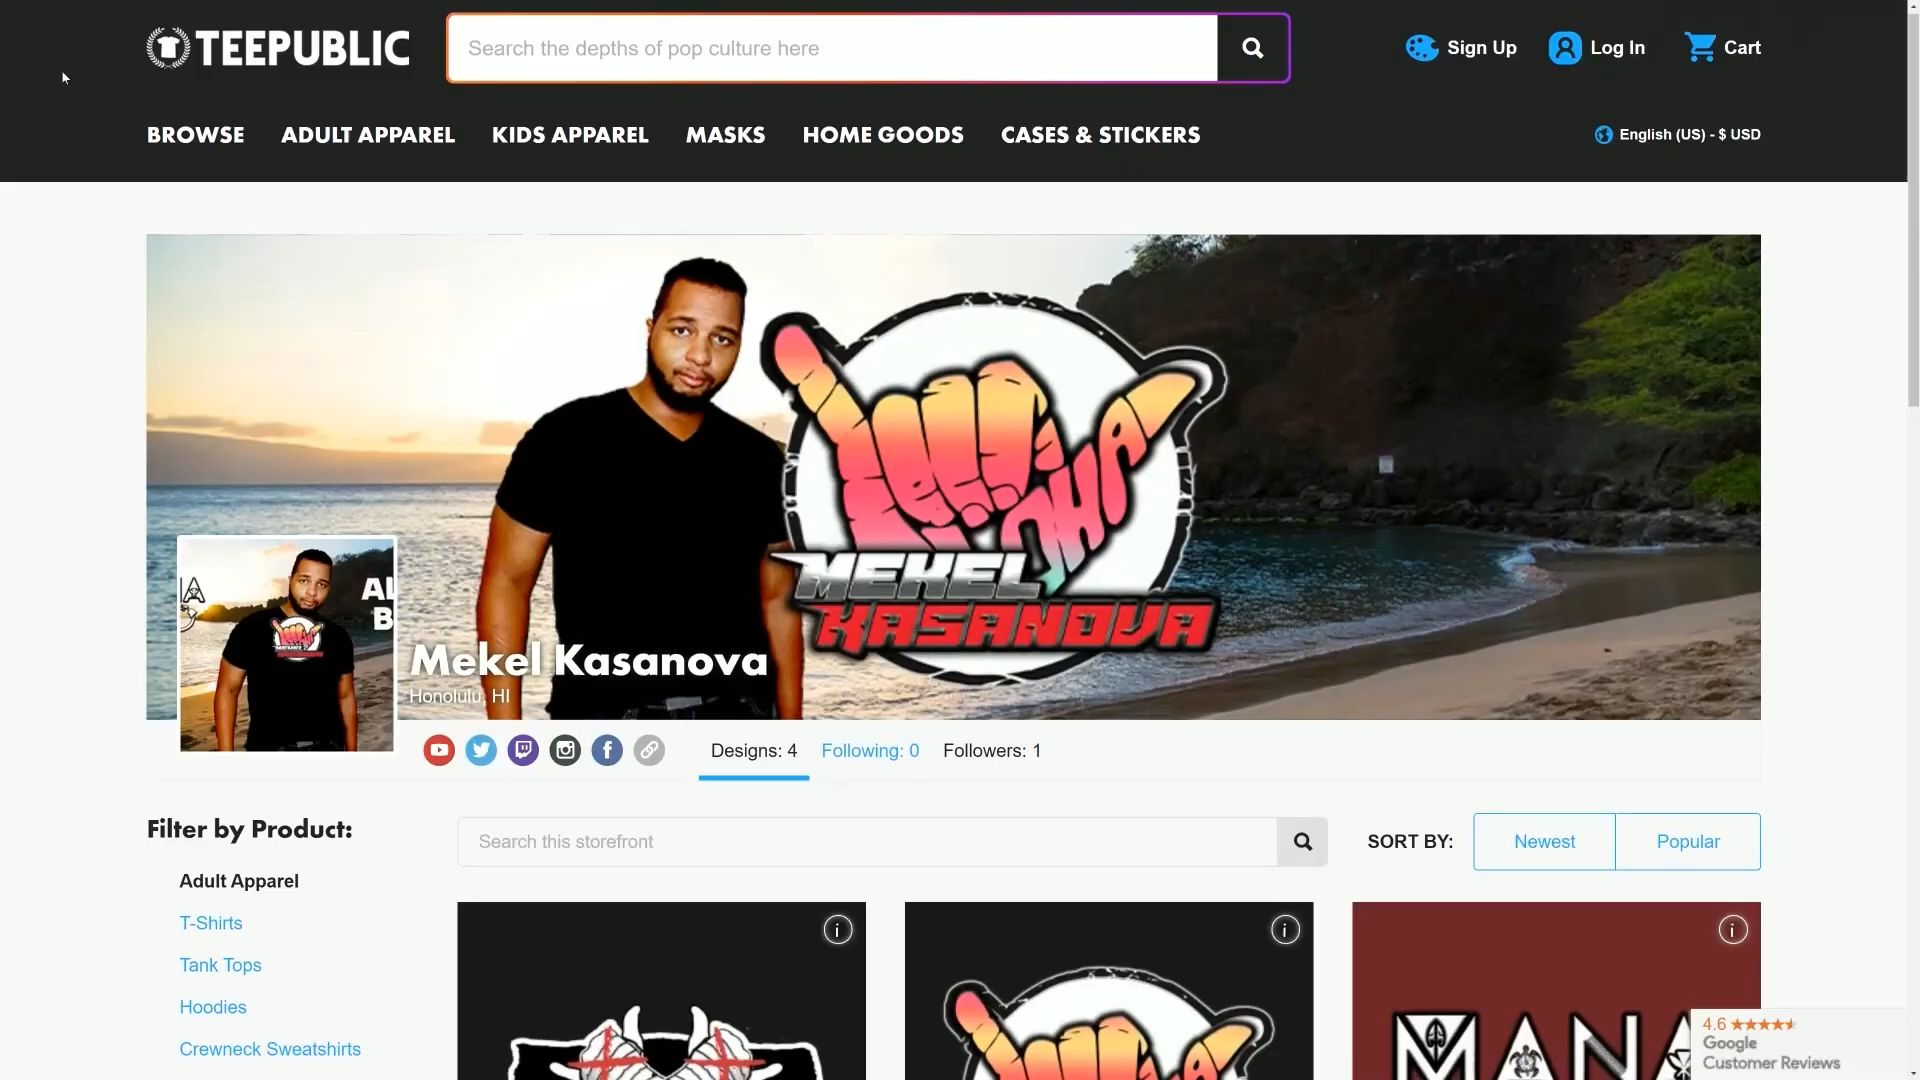 TEEPUBLIC
Search the depths of pop culture here
Sign Up
Log In
Cart
BROWSE
ADULT APPAREL
KIDS APPAREL
MASKS
HOME GOODS
CASES & STICKERS
English (US) - $ USD
MEKEL
KASANOVA
Mekel Kasanova
Honolulu, HI
Designs: 4
Following: 0
Followers: 1
Filter by Product:
Search this storefront
SORT BY:
Newest
Popular
Adult Apparel
T-Shirts
Tank Tops
Hoodies
Crewneck Sweatshirts
MANA
4.6
Google
Customer Reviews